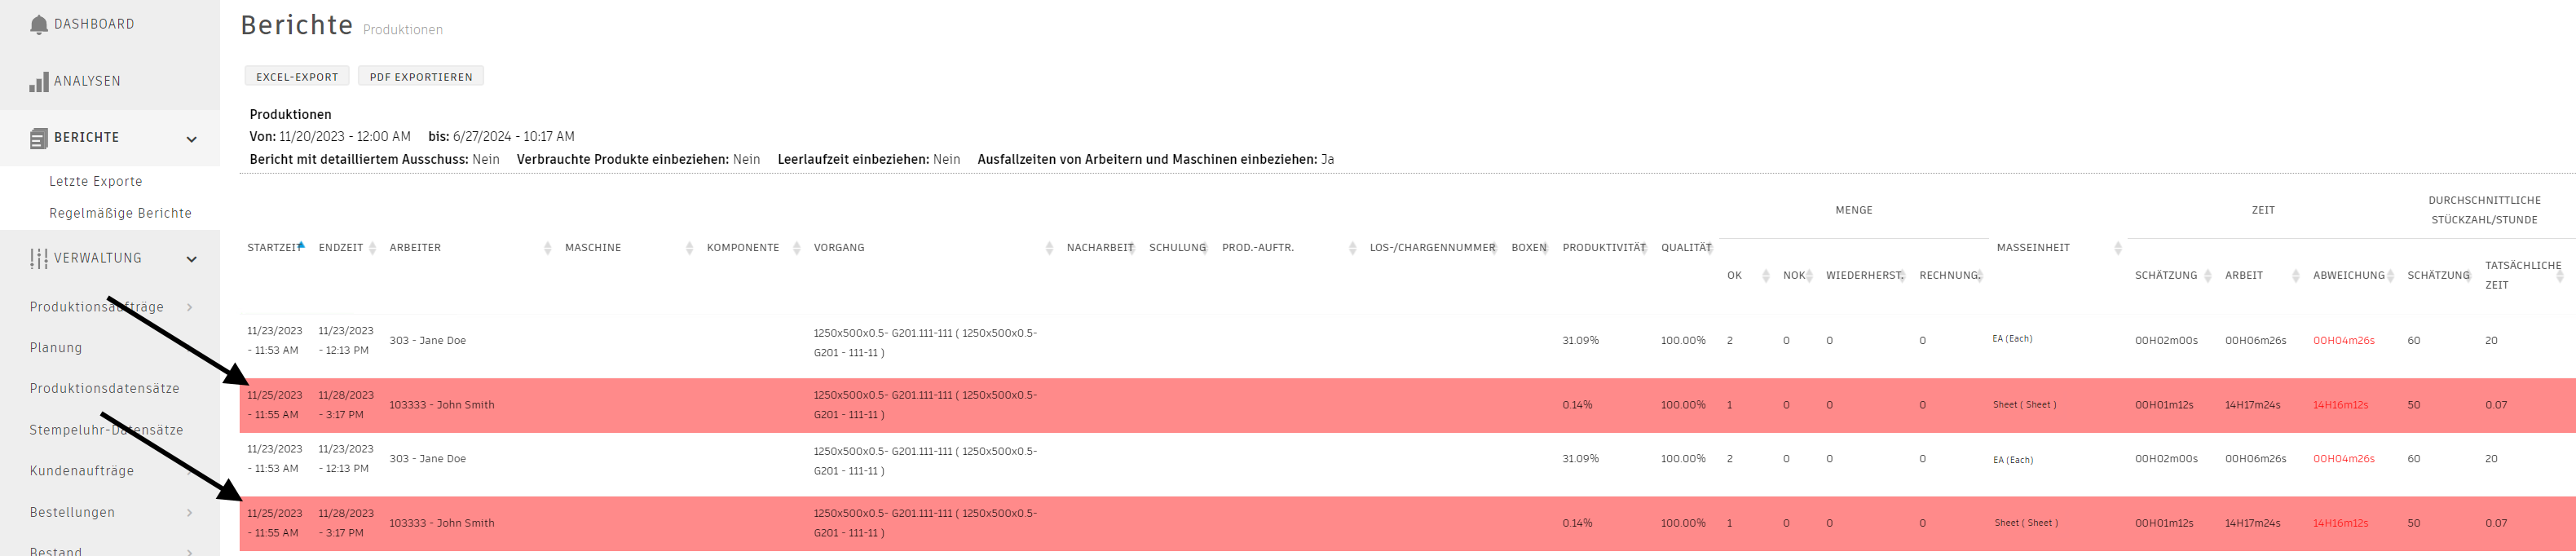 DASHBOARD
ANALYSEN
BERICHTE
Letzte Exporte
Regelmäßige Berichte
VERWALTUNG
Produktionsaufträge
Planung
Produktionsdatensätze
Stempeluhr-Datensätze
Kundenaufträge
Bestellungen
Bestand
Berichte Produktionen
EXCEL-EXPORT PDF EXPORTIEREN
Produktionen
Von: 11/20/2023 - 12:00 AM bis: 6/27/2024 - 10:17 AM
Bericht mit detailliertem Ausschuss: Nein Verbrauchte Produkte einbeziehen: Nein Leerlaufzeit einbeziehen: Nein Ausfallzeiten von Arbeitern und Maschinen einbeziehen: Ja
MENGE ZEIT DURCHSCHNITTLICHE
STÜCKZAHL/STUNDE
STARTZEIT ENDZEIT ARBEITER MASCHINE KOMPONENTE VORGANG NACHARBEIT SCHULUNG PROD.-AUFTR. LOS-/CHARGENNUMMER BOXEN PRODUKTIVITÄT QUALITÄT MASSEINHEIT
OK NOK WIEDERHERST. RECHNUNG. SCHÄTZUNG ARBEIT ABWEICHUNG SCHÄTZUNG TATSÄCHLICHE
ZEIT
11/23/2023 11/23/2023 1250x500x0.5- G201.111-111 ( 1250x500x0.5-
- 11:53 AM - 12:13 PM 303 - Jane Doe G201 - 111-11 ) 31.09% 100.00% 2 0 0 0 EA (Each) 00H02m00s 00H06m26s 00H04m26s 60 20
11/25/2023 11/28/2023 1250x500x0.5- G201.111-111 ( 1250x500x0.5-
- 11:55 AM - 3:17 PM 103333 - John Smith G201 - 111-11 ) 0.14% 100.00% 1 0 0 0 Sheet ( Sheet ) 00H01m12s 14H17m24s 14H16m12s 50 0.07
11/23/2023 11/23/2023 1250x500x0.5- G201.111-111 ( 1250x500x0.5-
- 11:53 AM - 12:13 PM 303 - Jane Doe G201 - 111-11 ) 31.09% 100.00% 2 0 0 0 EA (Each) 00H02m00s 00H06m26s 00H04m26s 60 20
11/25/2023 11/28/2023 1250x500x0.5- G201.111-111 ( 1250x500x0.5-
- 11:55 AM - 3:17 PM 103333 - John Smith G201 - 111-11 ) 0.14% 100.00% 1 0 0 0 Sheet ( Sheet ) 00H01m12s 14H17m24s 14H16m12s 50 0.07